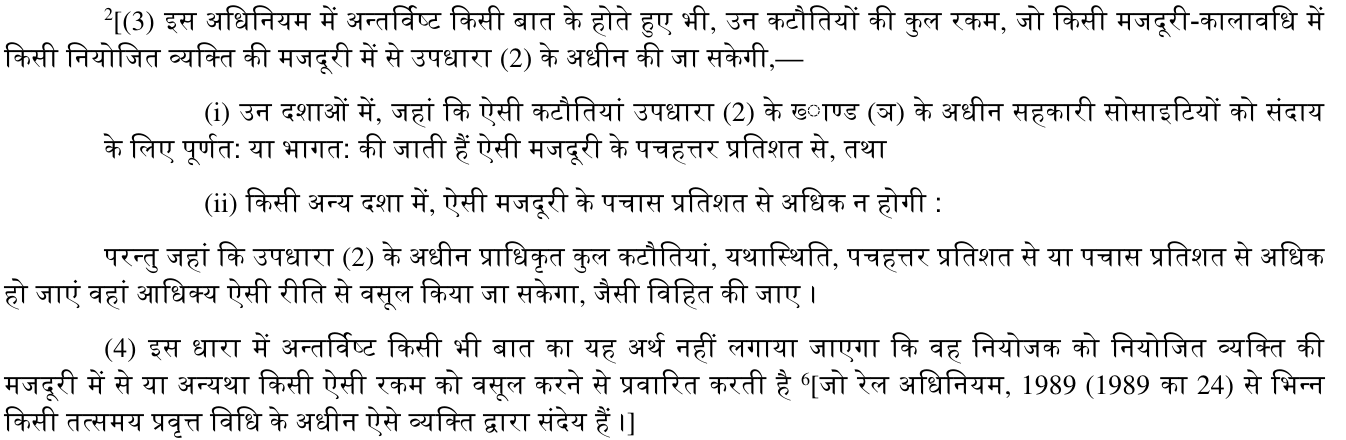 ²[(3) इस अधिनियम में अन्तर्विष्ट किसी बात के होते हुए भी, उन कटौतियों की कुल रकम, जो किसी मजदूरी-कालावधि में
किसी नियोजित व्यक्ति की मजदूरी में से उपधारा (2) के अधीन की जा सकेगी,—
(i) उन दशाओं में, जहां कि ऐसी कटौतियां उपधारा (2) के ख्ाण्ड (ञ) के अधीन सहकारी सोसाइटियों को संदाय
के लिए पूर्णत: या भागत: की जाती हैं ऐसी मजदूरी के पचहत्तर प्रतिशत से, तथा
(ii) किसी अन्य दशा में, ऐसी मजदूरी के पचास प्रतिशत से अधिक न होगी :
परन्तु जहां कि उपधारा (2) के अधीन प्राधिकृत कुल कटौतियां, यथास्थिति, पचहत्तर प्रतिशत से या पचास प्रतिशत से अधिक
हो जाएं वहां आधिक्य ऐसी रीति से वसूल किया जा सकेगा, जैसी विहित की जाए ।
(4) इस धारा में अन्तर्विष्ट किसी भी बात का यह अर्थ नहीं लगाया जाएगा कि वह नियोजक को नियोजित व्यक्ति की
मजदूरी में से या अन्यथा किसी ऐसी रकम को वसूल करने से प्रवारित करती है ⁶[जो रेल अधिनियम, 1989 (1989 का 24) से भिन्न
किसी तत्समय प्रवृत्त विधि के अधीन ऐसे व्यक्ति द्वारा संदेय हैं ।]